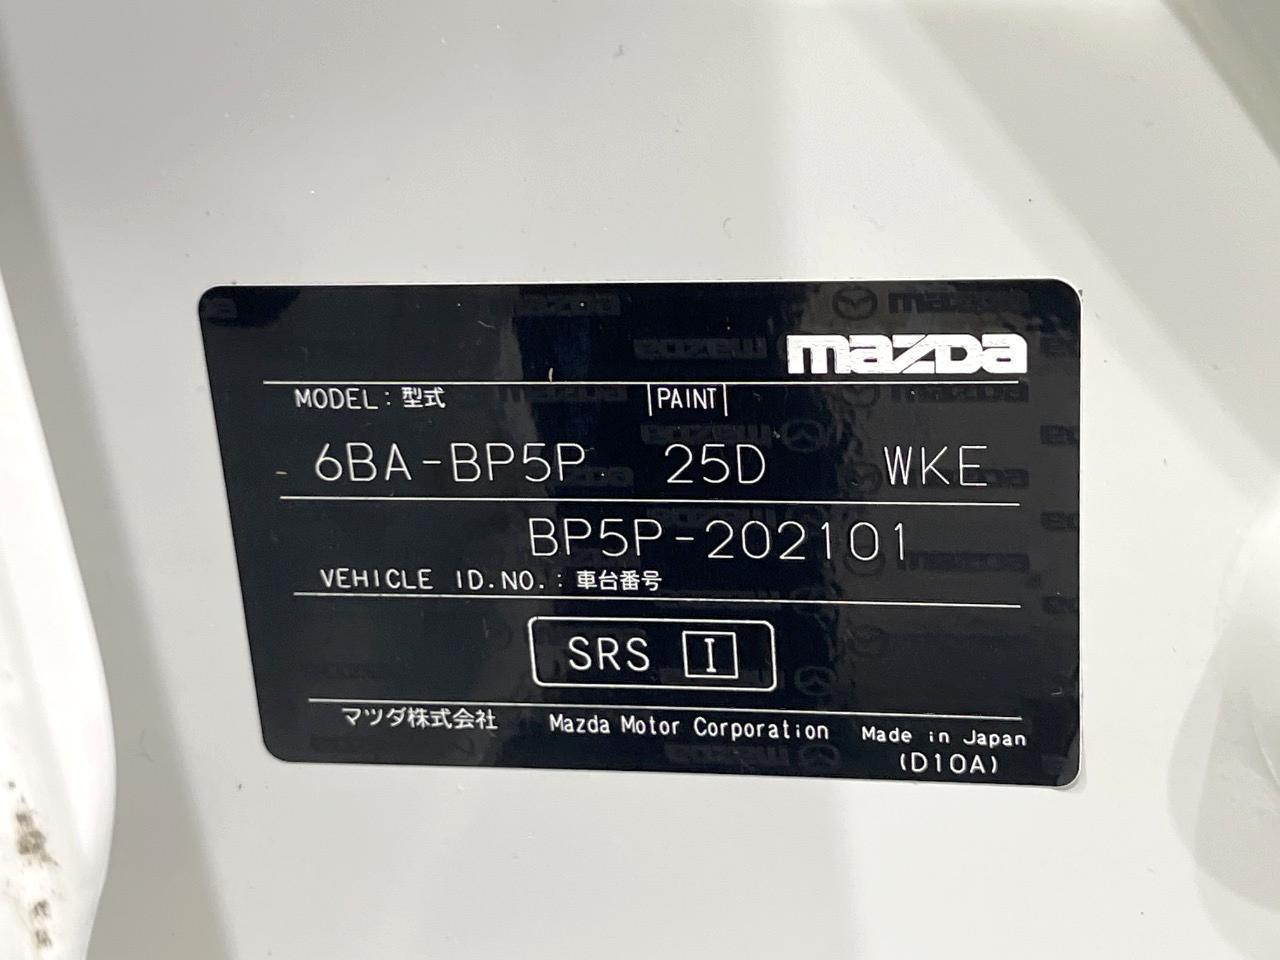 mazda
MODEL : 型式 PAINT
6BA-BP5P 25D WKE
BP5P-202101
VEHICLE ID.NO. : 車台番号
SRS I
マツダ株式会社 Mazda Motor Corporation Made in Japan
(D10A)